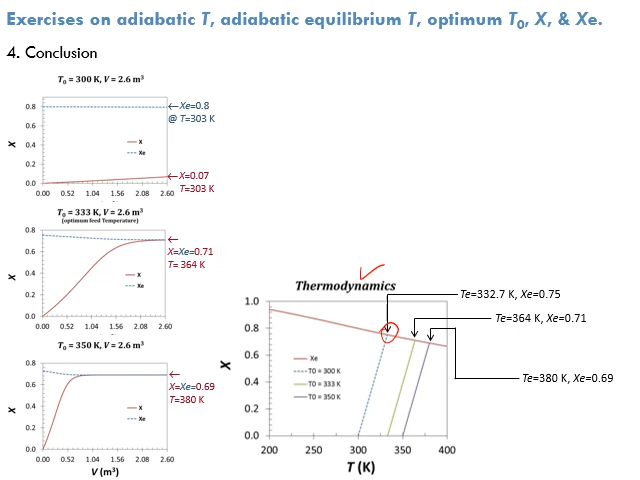 Exercises on adiabatic T, adiabatic equilibrium T, optimum T₀, X, & Xe.
4. Conclusion
T₀ = 300 K, V = 2.6 m³
0.8
0.6
0.4
0.2
0.0
X
X
Xe
0.00 0.52 1.04 1.56 2.08 2.60
←Xe=0.8
@ T=303 K
←X=0.07
T=303 K
T₀ = 333 K, V = 2.6 m³
(optimum feed Temperature)
0.8
0.6
0.4
0.2
0.0
X
X
Xe
0.00 0.52 1.04 1.56 2.08 2.60
X=Xe=0.71
T= 364 K
T₀ = 350 K, V = 2.6 m³
0.8
0.6
0.4
0.2
0.0
X
X
Xe
0.00 0.52 1.04 1.56 2.08 2.60
V (m³)
X=Xe=0.69
T=380 K
Thermodynamics
1.0
0.8
0.6
0.4
0.2
0.0
X
Xe
T0 = 300 K
T0 = 333 K
T0 = 350 K
200 250 300 350 400
T (K)
Te=332.7 K, Xe=0.75
Te=364 K, Xe=0.71
Te=380 K, Xe=0.69